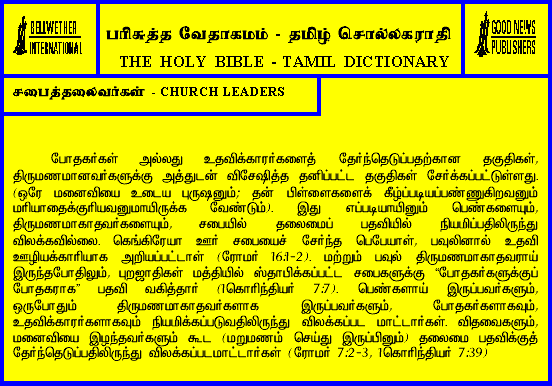 BELLWETHER
INTERNATIONAL
பரிசுத்த வேதாகமம் - தமிழ் சொல்லகராதி
THE HOLY BIBLE - TAMIL DICTIONARY
GOOD NEWS
PUBLISHERS
சபைத்தலைவர்கள் - CHURCH LEADERS
போதகர்கள் அல்லது உதவிக்காரர்களைத் தேர்ந்தெடுப்பதற்கான தகுதிகள்,
திருமணமானவர்களுக்கு அத்துடன் விசேஷித்த தனிப்பட்ட தகுதிகள் சேர்க்கப்பட்டுள்ளது.
(ஒரே மனைவியை உடைய புருஷனும்; தன் பிள்ளைகளைக் கீழ்ப்படியப்பண்ணுகிறவனும்
மரியாதைக்குரியவனுமாயிருக்க வேண்டும்). இது எப்படியாயினும் பெண்களையும்,
திருமணமாகாதவர்களையும், சபையில் தலைமைப் பதவியில் நியமிப்பதிலிருந்து
விலக்கவில்லை. கெங்கிரேயா ஊர் சபையைச் சேர்ந்த பெபேயாள், பவுலினால் உதவி
ஊழியக்காரியாக அறியப்பட்டாள் (ரோமர் 16:1-2). மற்றும் பவுல் திருமணமாகாதவராய்
இருந்தபோதிலும், புறஜாதிகள் மத்தியில் ஸ்தாபிக்கப்பட்ட சபைகளுக்கு “போதகர்களுக்குப்
போதகராக” பதவி வகித்தார் (1கொரிந்தியர் 7:7). பெண்களாய் இருப்பவர்களும்,
ஒருபோதும் திருமணமாகாதவர்களாக இருப்பவர்களும், போதகர்களாகவும்,
உதவிக்காரர்களாகவும் நியமிக்கப்படுவதிலிருந்து விலக்கப்பட மாட்டார்கள். விதவைகளும்,
மனைவியை இழந்தவர்களும் கூட (மறுமணம் செய்து இருப்பினும்) தலைமை பதவிக்குத்
தேர்ந்தெடுப்பதிலிருந்து விலக்கப்படமாட்டார்கள் (ரோமர் 7:2-3, 1கொரிந்தியர் 7:39)